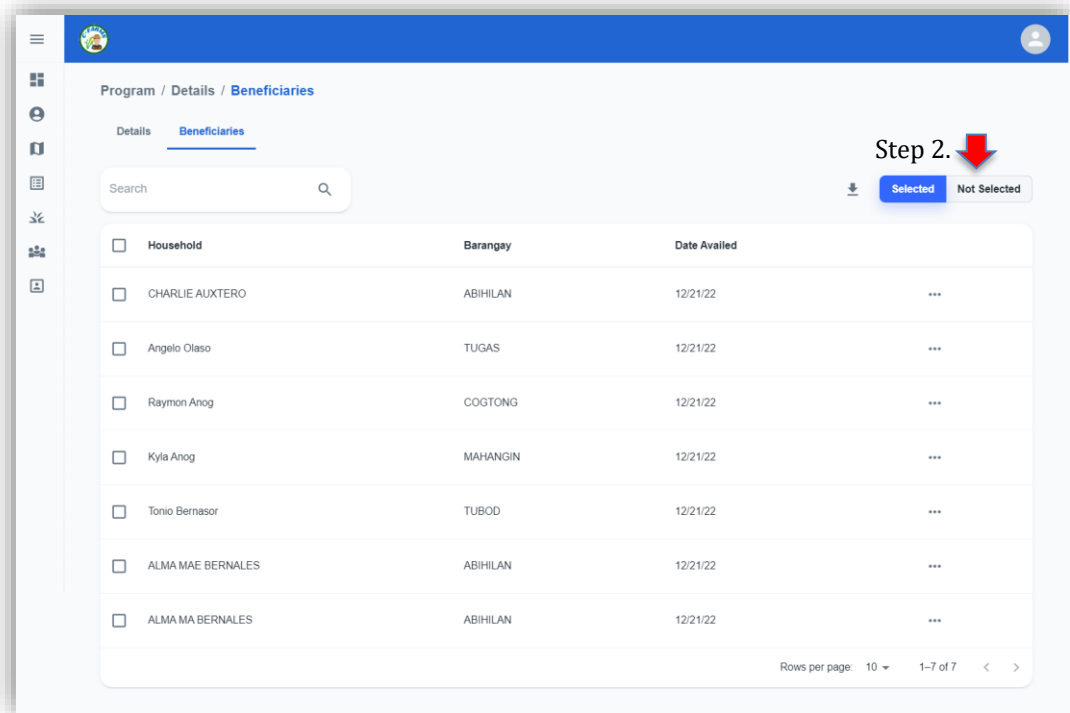 C-FARMS
Program / Details / Beneficiaries
Details Beneficiaries
Step 2.
Search
Selected Not Selected
Household Barangay Date Availed
CHARLIE AUXTERO ABIHILAN 12/21/22 •••
Angelo Olaso TUGAS 12/21/22 •••
Raymon Anog COGTONG 12/21/22 •••
Kyla Anog MAHANGIN 12/21/22 •••
Tonio Bernasor TUBOD 12/21/22 •••
ALMA MAE BERNALES ABIHILAN 12/21/22 •••
ALMA MA BERNALES ABIHILAN 12/21/22 •••
Rows per page: 10 1–7 of 7 < >